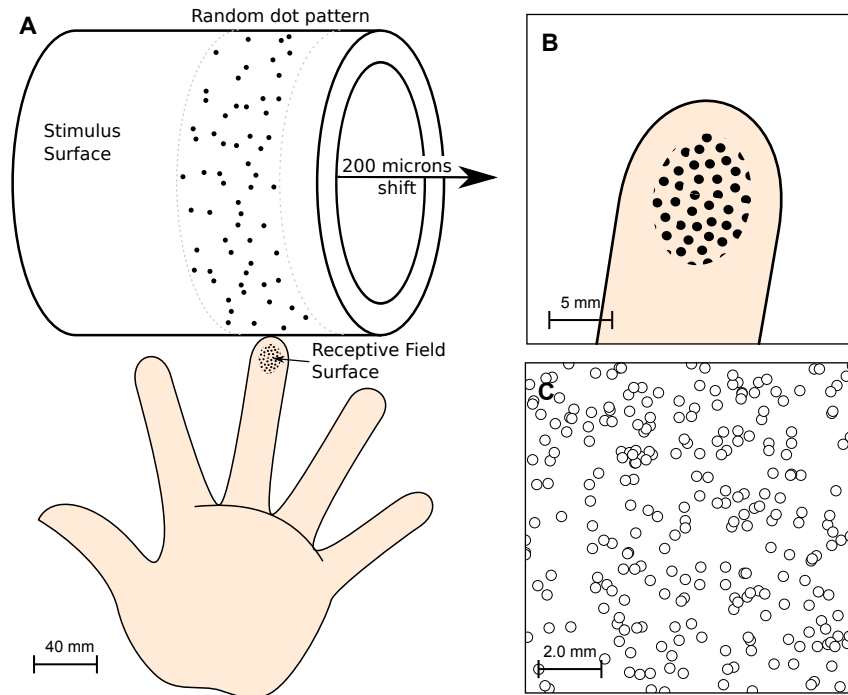 A
Random dot pattern
Stimulus
Surface
200 microns
shift
Receptive Field
Surface
40 mm
B
5 mm
C
2.0 mm